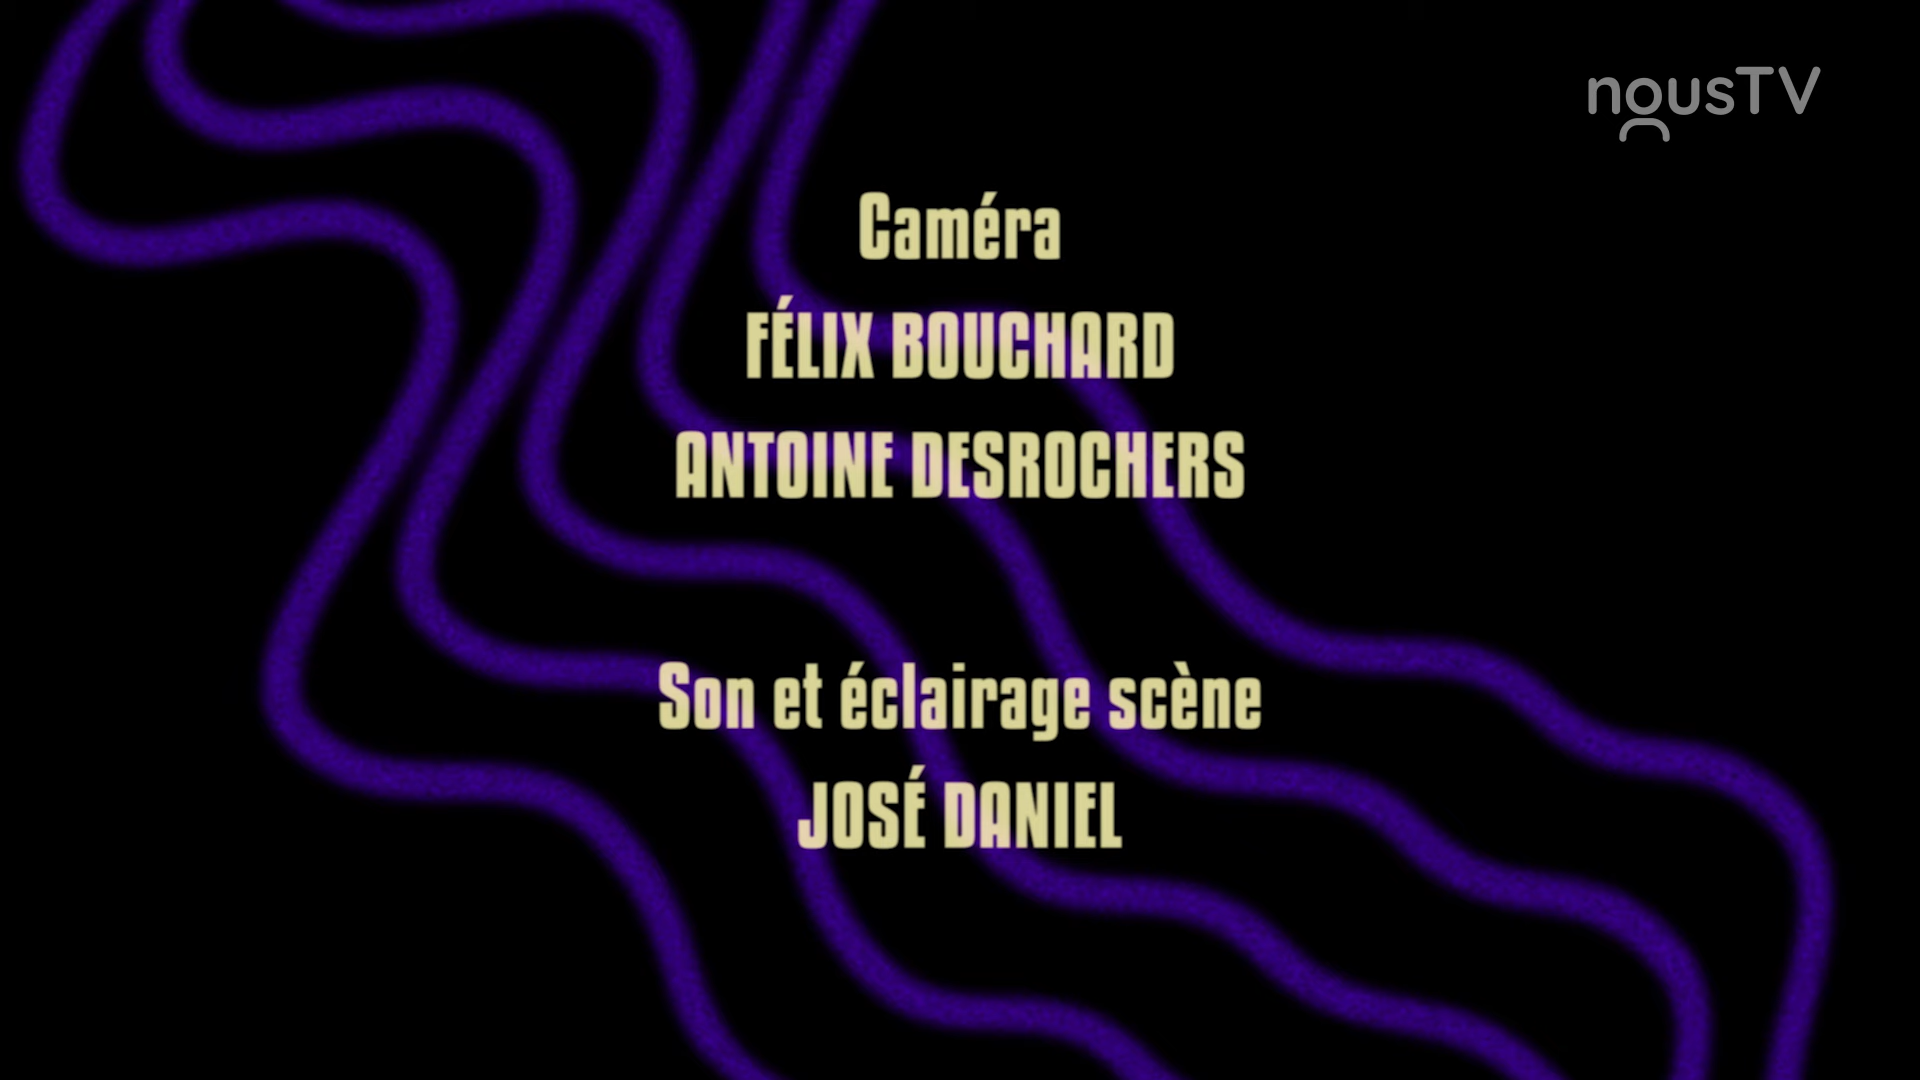 nousTV
Caméra
FÉLIX BOUCHARD
ANTOINE DESROCHERS
Son et éclairage scène
JOSÉ DANIEL